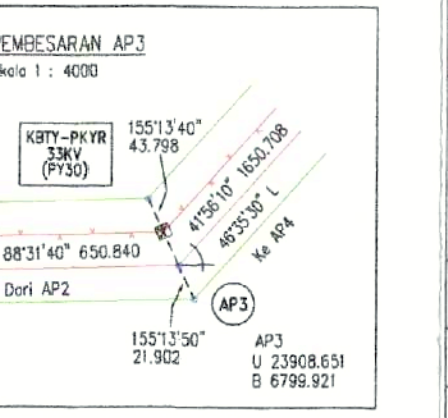 PEMBESARAN AP3
kala 1 : 4000
KBTY-PKYR
33KV
(PY30)
155°13'40"
43.798
41°56'10" 1650.708
46°35'30" L
Ke AP4
88°31'40" 650.840
Dari AP2
AP3
155°13'50"
21.902
AP3
U 23908.651
B 6799.921